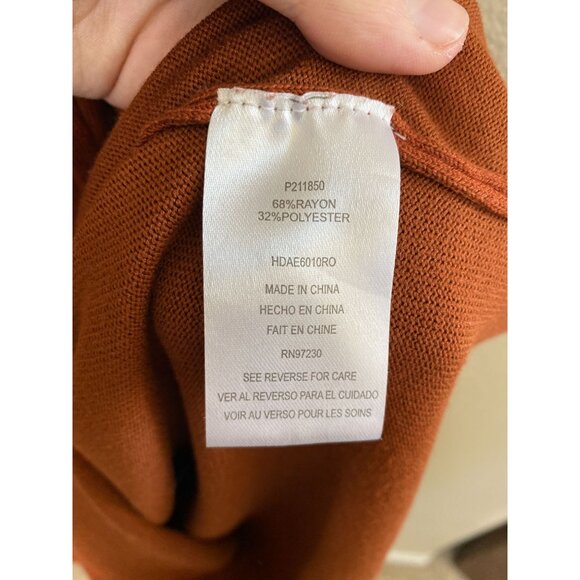 P211850
68%RAYON
32%POLYESTER
HDAE6010RO
MADE IN CHINA
HECHO EN CHINA
FAIT EN CHINE
RN97230
SEE REVERSE FOR CARE
VER AL REVERSO PARA EL CUIDADO
VOIR AU VERSO POUR LES SOINS